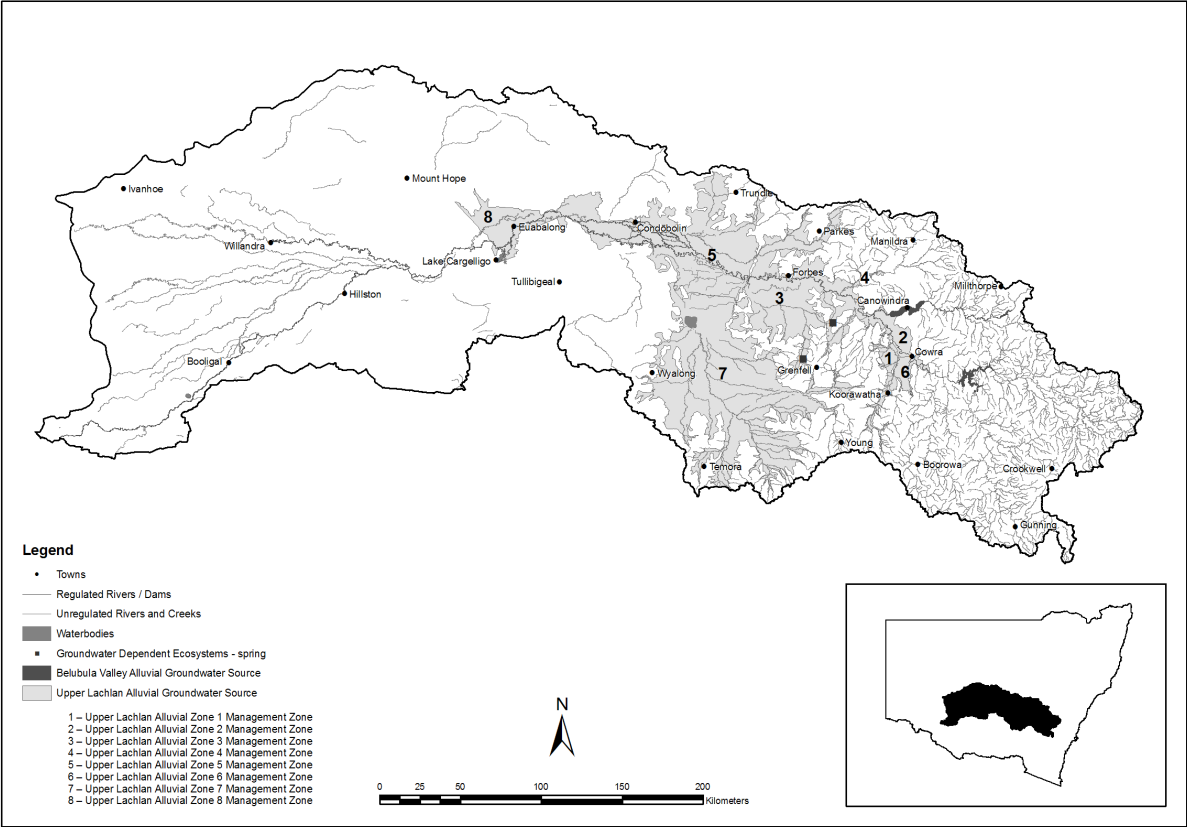 Trundle
Ivanhoe
Mount Hope
8
Euabalong
Condobolin
Parkes
Manildra
Willandra
5
Lake Cargelligo
Forbes
4
Tullibigeal
Millthorpe
Hillston
3
Canowindra
2
Cowra
Booligal
1
Wyalong
7
Grenfell
6
Koorawatha
Young
Temora
Boorowa
Crookwell
Gunning
Legend
Towns
Regulated Rivers / Dams
Unregulated Rivers and Creeks
Waterbodies
Groundwater Dependent Ecosystems - spring
Belubula Valley Alluvial Groundwater Source
Upper Lachlan Alluvial Groundwater Source
1 – Upper Lachlan Alluvial Zone 1 Management Zone
2 – Upper Lachlan Alluvial Zone 2 Management Zone
3 – Upper Lachlan Alluvial Zone 3 Management Zone
4 – Upper Lachlan Alluvial Zone 4 Management Zone
5 – Upper Lachlan Alluvial Zone 5 Management Zone
6 – Upper Lachlan Alluvial Zone 6 Management Zone
7 – Upper Lachlan Alluvial Zone 7 Management Zone
8 – Upper Lachlan Alluvial Zone 8 Management Zone
N
0 25 50 100 150 200
Kilometers